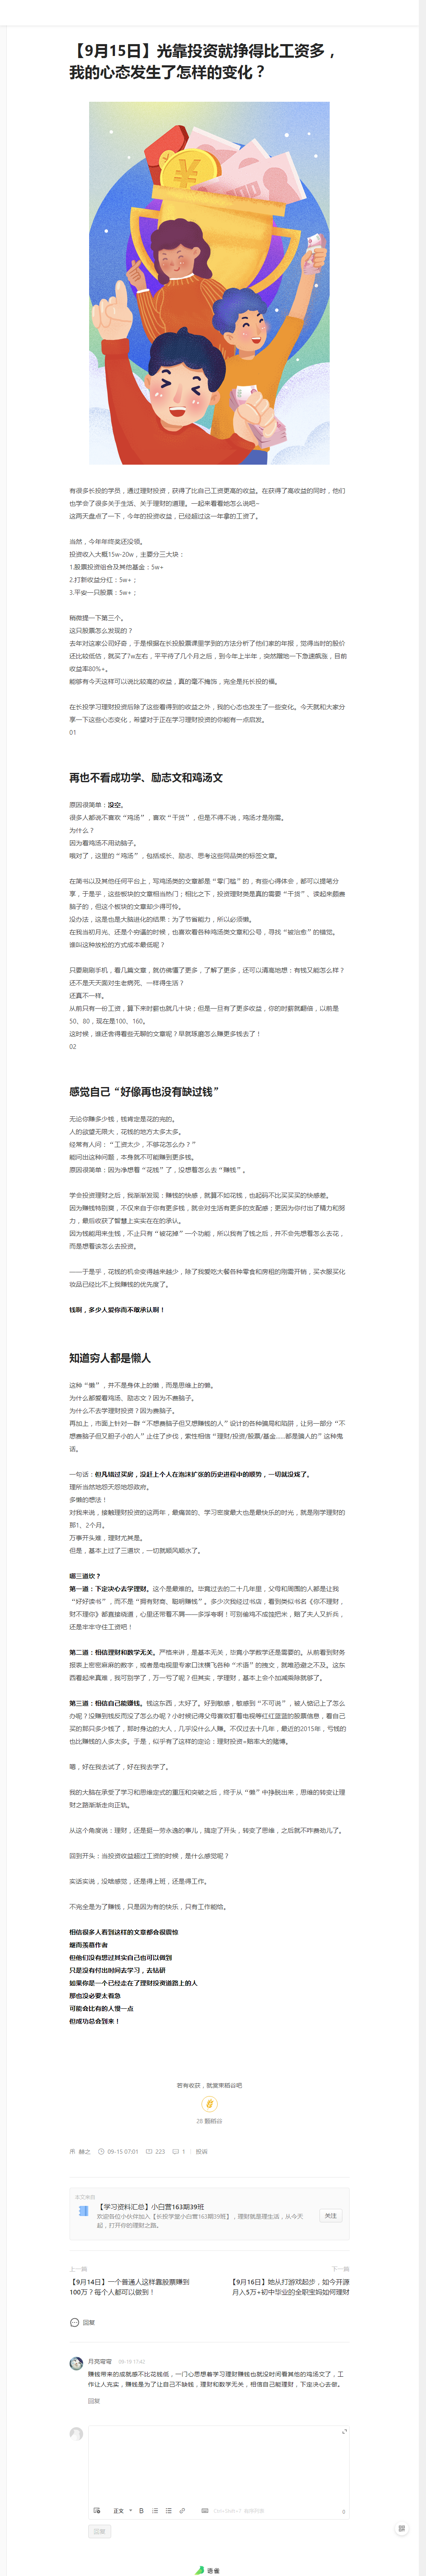 【9月15日】光靠投资就挣得比工资多，
我的心态发生了怎样的变化？
有很多长投的学员，通过理财投资，获得了比自己工资更高的收益。在获得了高收益的同时，他们
也学会了很多关于生活、关于理财的道理。一起来看看她怎么说吧~
这两天盘点了一下，今年的投资收益，已经超过这一年拿的工资了。
当然，今年年终奖还没领。
投资收入大概15w-20w，主要分三大块：
1.股票投资组合及其他基金：5w+
2.打新收益分红：5w+；
3.平安一只股票：5w+；
稍微提一下第三个。
这只股票怎么发现的？
去年对这家公司好奇，于是根据在长投股票课里学到的方法分析了他们家的年报，觉得当时的股价
还比较低估，就买了7w左右，平平待了几个月之后，到今年上半年，突然蹭地一下急速飙涨，目前
收益率80%+。
能够有今天这样可以说比较高的收益，真的毫不掩饰，完全是托长投的福。
在长投学习理财投资后除了这些看得到的收益之外，我的心态也发生了一些变化。今天就和大家分
享一下这些心态变化，希望对于正在学习理财投资的你能有一点启发。
01
再也不看成功学、励志文和鸡汤文
原因很简单：没空。
很多人都说不喜欢“鸡汤”，喜欢“干货”，但是不得不说，鸡汤才是刚需。
为什么？
因为看鸡汤不用动脑子。
哦对了，这里的“鸡汤”，包括成长、励志、思考这些同品类的标签文章。
在简书以及其他任何平台上，写鸡汤类的文章都是“零门槛”的，有些心得体会，都可以提笔分
享，于是乎，这些板块的文章相当热门；相比之下，投资理财类是真的需要“干货”、读起来颇费
脑子的，但这个板块的文章却少得可怜。
没办法，这是也是大脑进化的结果：为了节省能力，所以必须懒。
在我当初月光、还是个穷逼的时候，也喜欢看各种鸡汤类文章和公号，寻找“被治愈”的错觉。
谁叫这种放松的方式成本最低呢？
只要刷刷手机，看几篇文章，就仿佛懂了更多，了解了更多，还可以清高地想：有钱又能怎么样？
还不是天天面对生老病死、一样得生活？
还真不一样。
从前只有一份工资，算下来时薪也就几十块；但是一旦有了更多收益，你的时薪就翻倍，以前是
50、80，现在是100、160。
这时候，谁还舍得看些无聊的文章呢？早就琢磨怎么赚更多钱去了！
02
感觉自己“好像再也没有缺过钱”
无论你赚多少钱，钱肯定是花的完的。
人的欲望无限大，花钱的地方太多太多。
经常有人问：“工资太少，不够花怎么办？”
能问出这种问题，本身就不可能赚到更多钱。
原因很简单：因为净想着“花钱”了，没想着怎么去“赚钱”。
学会投资理财之后，我渐渐发现：赚钱的快感，就算不如花钱，也起码不比买买买的快感差。
因为赚钱特别爽，不仅来自于你有更多钱，就会对生活有更多的支配感；更因为你付出了精力和努
力，最后收获了智慧上实实在在的承认。
因为钱能用来生钱，不止只有“被花掉”一个功能，所以我有了钱之后，并不会先想着怎么去花，
而是想着该怎么去投资。
——于是乎，花钱的机会变得越来越少，除了我爱吃大餐各种零食和房租的刚需开销，买衣服买化
妆品已经比不上我赚钱的优先度了。
钱啊，多少人爱你而不敢承认啊！
知道穷人都是懒人
这种“懒”，并不是身体上的懒，而是思维上的懒。
为什么都爱看鸡汤、励志文？因为不费脑子。
为什么不去学理财投资？因为费脑子。
再加上，市面上针对一群“不想费脑子但又想赚钱的人”设计的各种骗局和陷阱，让另一部分“不
想费脑子但又胆子小的人”止住了步伐，索性相信“理财/投资/股票/基金……都是骗人的”这种鬼
话。
一句话：但凡错过买房，没赶上个人在泡沫扩张的历史进程中的顺势，一切就没戏了。
理所当然地怨天怨地怨政府。
多懒的想法！
对我来说，接触理财投资的这两年，最痛苦的、学习密度最大也是最快乐的时光，就是刚学理财的
那1、2个月。
万事开头难，理财尤其是。
但是，基本上过了三道坎，一切就顺风顺水了。
哪三道坎？
第一道：下定决心去学理财。这个是最难的。毕竟过去的二十几年里，父母和周围的人都是让我
“好好读书”，而不是“拥有财商、聪明赚钱”。多少次我经过书店，看到类似书名《你不理财，
财不理你》都直接绕道，心里还带着不屑——多浮夸啊！可别偷鸡不成蚀把米，赔了夫人又折兵，
还是牢牢守住工资吧！
第二道：相信理财和数学无关。严格来讲，是基本无关，毕竟小学数学还是需要的。从前看到财务
报表上密密麻麻的数字，或者是电视里专家口沫横飞各种“术语”的拽文，就难恐避之不及。这东
西看起来真难，我可别学了，万一亏了呢？但其实，学理财，基本上会个加减乘除就够了。
第三道：相信自己能赚钱。钱这东西，太好了。好到敏感，敏感到“不可说”，被人惦记上了怎么
办呢？没赚到钱反而没了怎么办呢？小时候记得父母喜欢盯着电视等红红蓝蓝的股票信息，看自己
买的那只多少钱了，那时身边的大人，几乎没什么人赚。不仅过去十几年，最近的2015年，亏钱的
也比赚钱的人多太多。于是，似乎有了这样的定论：理财投资=赔率大的赌博。
嗯，好在我去试了，好在我去学了。
我的大脑在承受了学习和思维定式的重压和突破之后，终于从“懒”中挣脱出来，思维的转变让理
财之路渐渐走向正轨。
从这个角度说：理财，还是挺一劳永逸的事儿，搞定了开头，转变了思维，之后就不咋费劲儿了。
回到开头：当投资收益超过工资的时候，是什么感觉呢？
实话实说，没啥感觉，还是得上班，还是得工作。
不完全是为了赚钱，只是因为有的快乐，只有工作能给。
相信很多人看到这样的文章都会很震惊
继而羡慕作者
但他们没有想过其实自己也可以做到
只是没有付出时间去学习，去钻研
如果你是一个已经走在了理财投资道路上的人
那也没必要太着急
可能会比有的人慢一点
但成功总会到来！
若有收获，就赏束稻谷吧
28 颗稻谷
09-15 07:01
223
1
投诉
本文来自
【学习资料汇总】小白营163期39班
欢迎各位小伙伴加入【长投学堂小白营163期39班】，理财就是理生活，从今天
起，打开你的理财之路。
关注
上一篇
下一篇
【9月14日】一个普通人这样靠股票赚到
100万？每个人都可以做到！
【9月16日】她从打游戏起步，如今开源
月入5万+初中毕业的全职宝妈如何理财
回复
月亮弯弯
09-19 13:42
赚钱带来的成就感不比花钱低，一门心思想着学习理财赚钱也就没时间看其他的鸡汤文了，工
作让人充实，赚钱是为了让自己不缺钱，理财和数学无关，相信自己能理财，下定决心去做。
回复
正文
0
回复
语雀